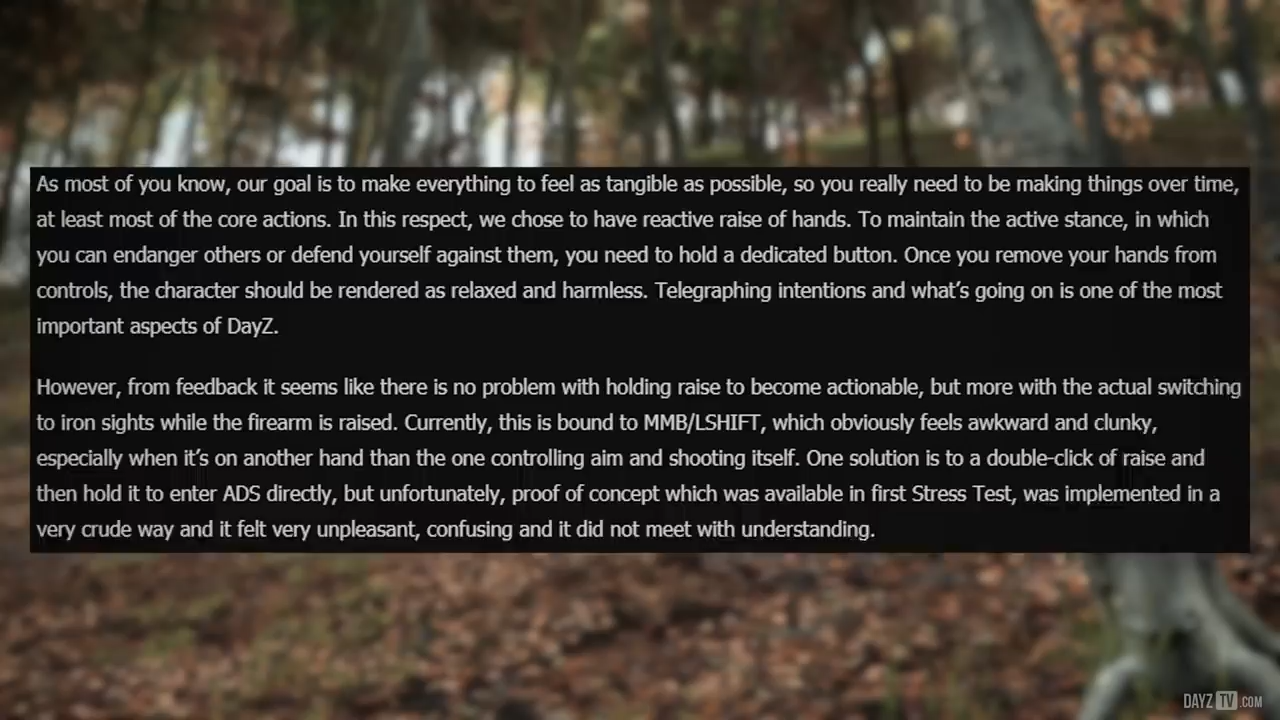 As most of you know, our goal is to make everything to feel as tangible as possible, so you really need to be making things over time,
at least most of the core actions. In this respect, we chose to have reactive raise of hands. To maintain the active stance, in which
you can endanger others or defend yourself against them, you need to hold a dedicated button. Once you remove your hands from
controls, the character should be rendered as relaxed and harmless. Telegraphing intentions and what's going on is one of the most
important aspects of DayZ.
However, from feedback it seems like there is no problem with holding raise to become actionable, but more with the actual switching
to iron sights while the firearm is raised. Currently, this is bound to MMB/LSHIFT, which obviously feels awkward and clunky,
especially when it's on another hand than the one controlling aim and shooting itself. One solution is to a double-click of raise and
then hold it to enter ADS directly, but unfortunately, proof of concept which was available in first Stress Test, was implemented in a
very crude way and it felt very unpleasant, confusing and it did not meet with understanding.
DAYZ TV .COM